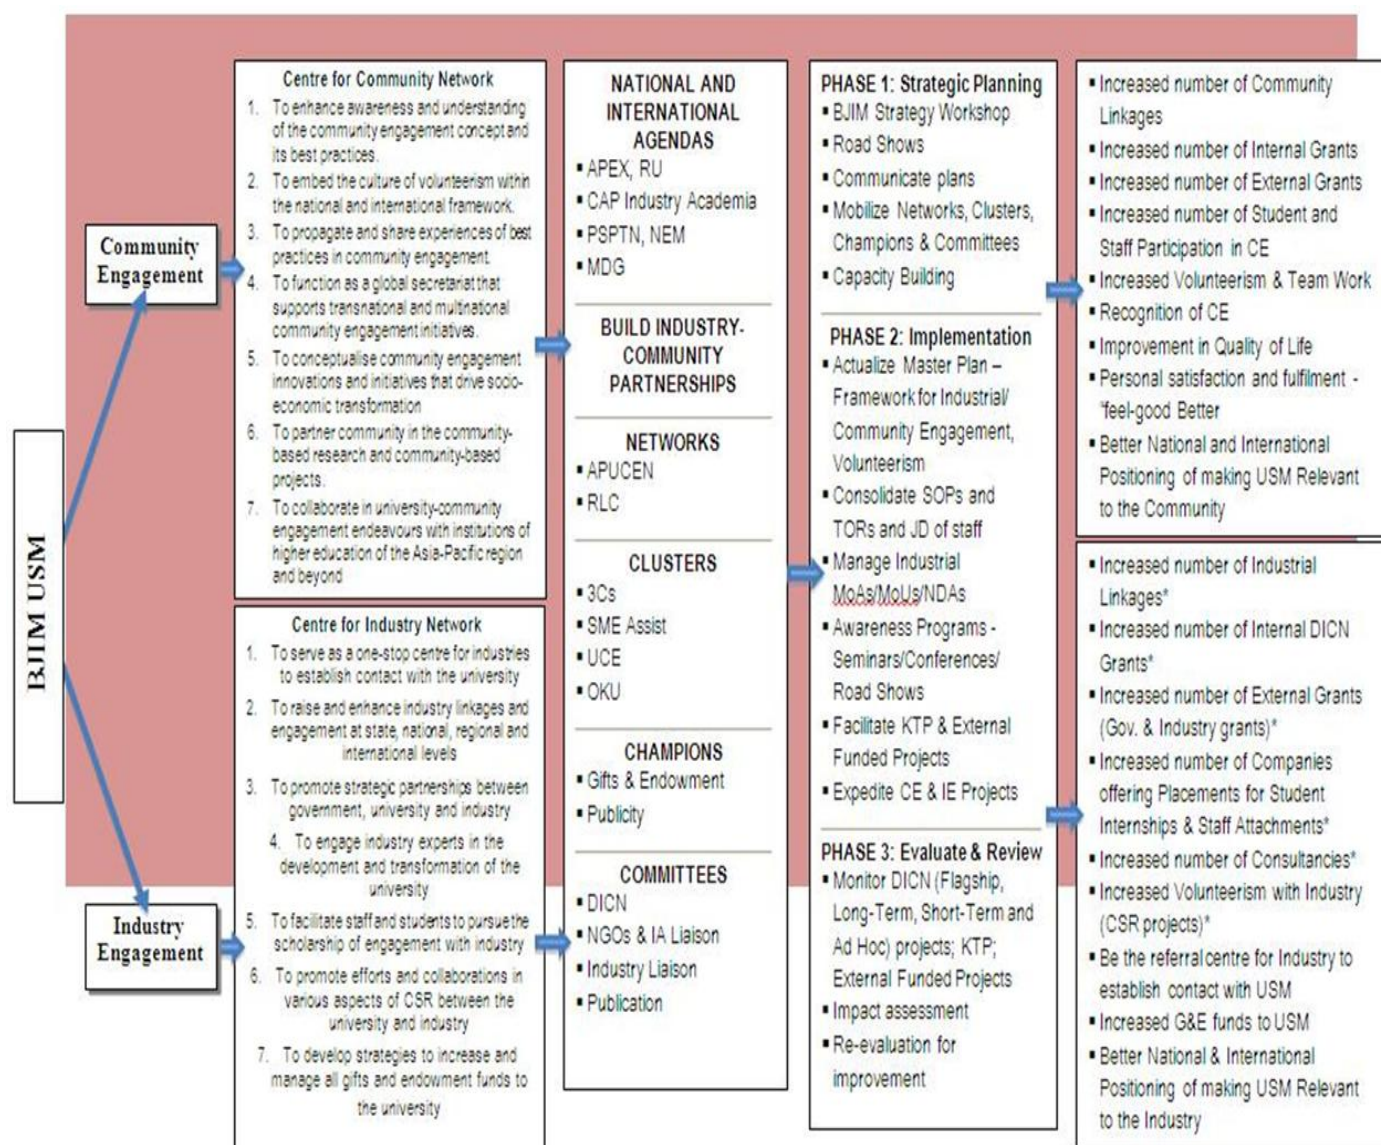 BJIM USM
Community
Engagement
Industry
Engagement
Centre for Community Network
1. To enhance awareness and understanding
of the community engagement concept and
its best practices.
2. To embed the culture of volunteerism within
the national and international framework.
3. To propagate and share experiences of best
practices in community engagement.
4. To function as a global secretariat that
supports transnational and multinational
community engagement initiatives.
5. To conceptualise community engagement
innovations and initiatives that drive socio-
economic transformation
6. To partner community in the community-
based research and community-based
projects.
7. To collaborate in university-community
engagement endeavours with institutions of
higher education of the Asia-Pacific region
and beyond
Centre for Industry Network
1. To serve as a one-stop centre for industries
to establish contact with the university
2. To raise and enhance industry linkages and
engagement at state, national, regional and
international levels
3. To promote strategic partnerships between
government, university and industry
4. To engage industry experts in the
development and transformation of the
university
5. To facilitate staff and students to pursue the
scholarship of engagement with industry
6. To promote efforts and collaborations in
various aspects of CSR between the
university and industry
7. To develop strategies to increase and
manage all gifts and endowment funds to
the university
NATIONAL AND
INTERNATIONAL
AGENDAS
▪ APEX, RU
▪ CAP Industry Academia
▪ PSPTN, NEM
▪ MDG
BUILD INDUSTRY-
COMMUNITY
PARTNERSHIPS
NETWORKS
▪ APUCEN
▪ RLC
CLUSTERS
▪ 3Cs
▪ SME Assist
▪ UCE
▪ OKU
CHAMPIONS
▪ Gifts & Endowment
▪ Publicity
COMMITTEES
▪ DICN
▪ NGOs & IA Liaison
▪ Industry Liaison
▪ Publication
PHASE 1: Strategic Planning
▪ BJIM Strategy Workshop
▪ Road Shows
▪ Communicate plans
▪ Mobilize Networks, Clusters,
Champions & Committees
▪ Capacity Building
PHASE 2: Implementation
▪ Actualize Master Plan –
Framework for Industrial/
Community Engagement,
Volunteerism
▪ Consolidate SOPs and
TORs and JD of staff
▪ Manage Industrial
MoAs/MoUs/NDAs
▪ Awareness Programs -
Seminars/Conferences/
Road Shows
▪ Facilitate KTP & External
Funded Projects
▪ Expedite CE & IE Projects
PHASE 3: Evaluate & Review
▪ Monitor DICN (Flagship,
Long-Term, Short-Term and
Ad Hoc) projects; KTP;
External Funded Projects
▪ Impact assessment
▪ Re-evaluation for
improvement
▪ Increased number of Community
Linkages
▪ Increased number of Internal Grants
▪ Increased number of External Grants
▪ Increased number of Student and
Staff Participation in CE
▪ Increased Volunteerism & Team Work
▪ Recognition of CE
▪ Improvement in Quality of Life
▪ Personal satisfaction and fulfilment -
"feel-good Better
▪ Better National and International
Positioning of making USM Relevant
to the Community
▪ Increased number of Industrial
Linkages*
▪ Increased number of Internal DICN
Grants*
▪ Increased number of External Grants
(Gov. & Industry grants)*
▪ Increased number of Companies
offering Placements for Student
Internships & Staff Attachments*
▪ Increased number of Consultancies*
▪ Increased Volunteerism with Industry
(CSR projects)*
▪ Be the referral centre for Industry to
establish contact with USM
▪ Increased G&E funds to USM
▪ Better National & International
Positioning of making USM Relevant
to the Industry